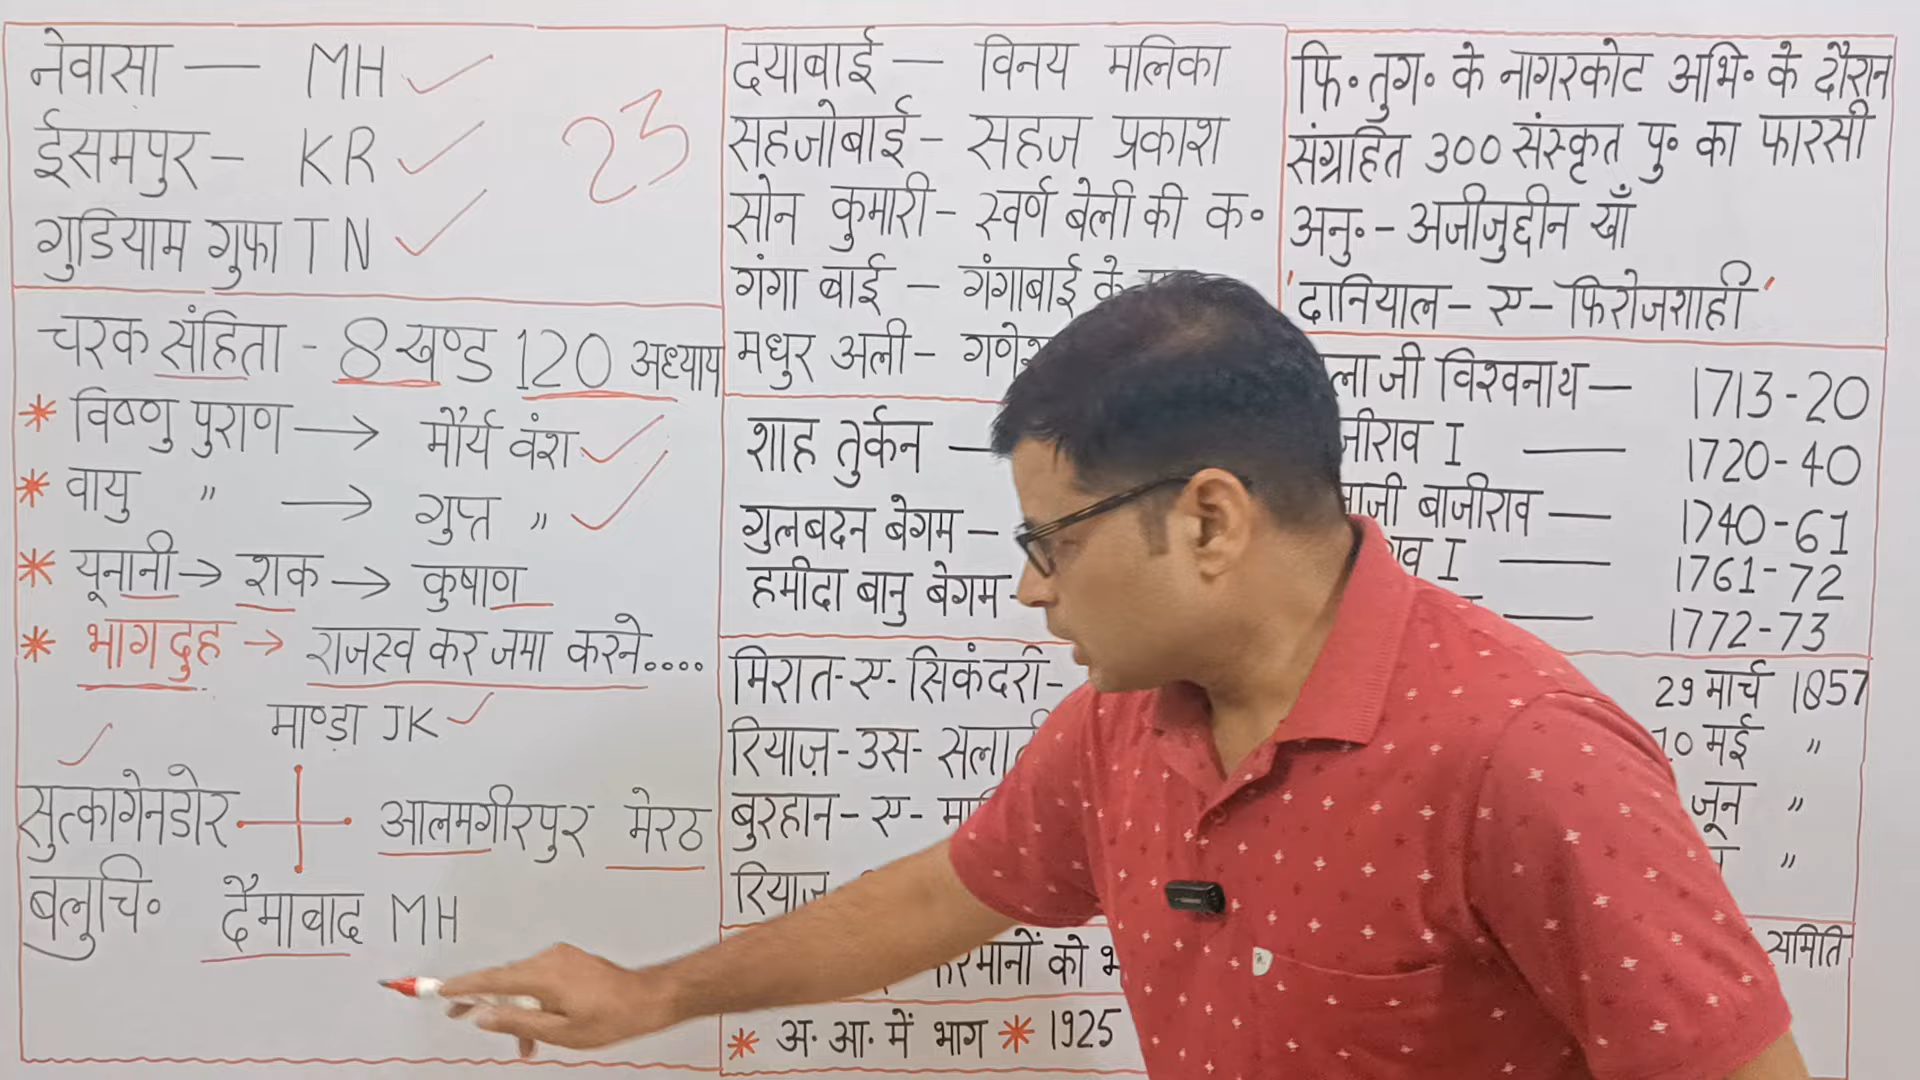 नेवासा — MH
ईसमपुर - KR
गुडियाम गुफा TN
23
चरक संहिता - 8 खण्ड 120 अध्याय
* विष्णु पुराण → मौर्य वंश
* वायु " → गुप्त "
* यूनानी → शक → कुषाण
* भागदुह → राजस्व कर जमा करने....
माण्डा JK
सुत्कागेनडोर
आलमगीरपुर मेरठ
बलुचि॰
दैमाबाद MH
दयाबाई — विनय मलिका
सहजोबाई - सहज प्रकाश
सोन कुमारी - स्वर्ण बेली की क॰
गंगा बाई - गंगाबाई के
मधुर अली -
शाह तुर्कन —
गुलबदन बेगम —
हमीदा बानु बेगम -
मिरात-ए-सिकंदरी-
रियाज़-उस-
बुरहान-ए-
फरमानों को
* अ॰ आ॰ में भाग * 1925
फि॰ तुग॰ के नागरकोट अभि॰ के दौरान
संग्रहित 300 संस्कृत पु॰ का फारसी
अनु॰ - अजीजुद्दीन खाँ
'दानियाल - ए - फिरोजशाही'
विश्वनाथ — 1713-20
I — 1720-40
बाजीराव — 1740-61
I — 1761-72
— 1772-73
29 मार्च 1857
10 मई "
जून "
"
समिति